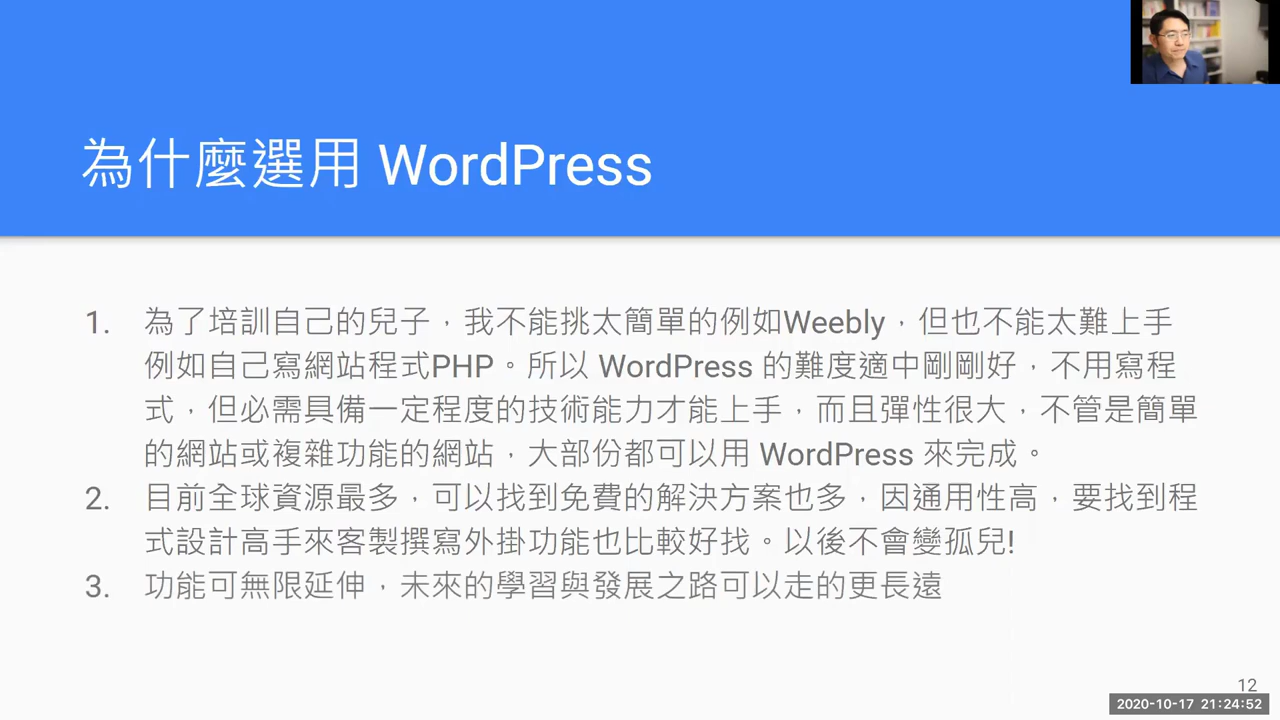 為什麼選用 WordPress
1. 為了培訓自己的兒子，我不能挑太簡單的例如Weebly，但也不能太難上手
例如自己寫網站程式PHP。所以 WordPress 的難度適中剛剛好，不用寫程
式，但必需具備一定程度的技術能力才能上手，而且彈性很大，不管是簡單
的網站或複雜功能的網站，大部份都可以用 WordPress 來完成。
2. 目前全球資源最多，可以找到免費的解決方案也多，因通用性高，要找到程
式設計高手來客製撰寫外掛功能也比較好找。以後不會變孤兒!
3. 功能可無限延伸，未來的學習與發展之路可以走的更長遠
12
2020-10-17 21:24:52